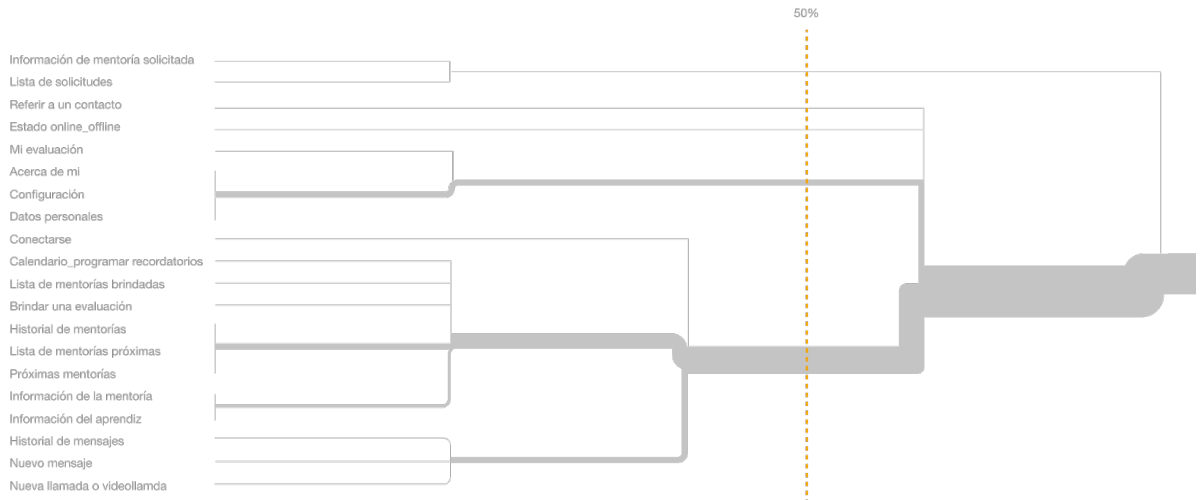 50%
Información de mentoría solicitada
Lista de solicitudes
Referir a un contacto
Estado online_offline
Mi evaluación
Acerca de mi
Configuración
Datos personales
Conectarse
Calendario_programar recordatorios
Lista de mentorías brindadas
Brindar una evaluación
Historial de mentorías
Lista de mentorías próximas
Próximas mentorías
Información de la mentoría
Información del aprendiz
Historial de mensajes
Nuevo mensaje
Nueva llamada o videollamda